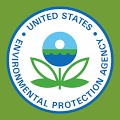 UNITED STATES
ENVIRONMENTAL PROTECTION AGENCY